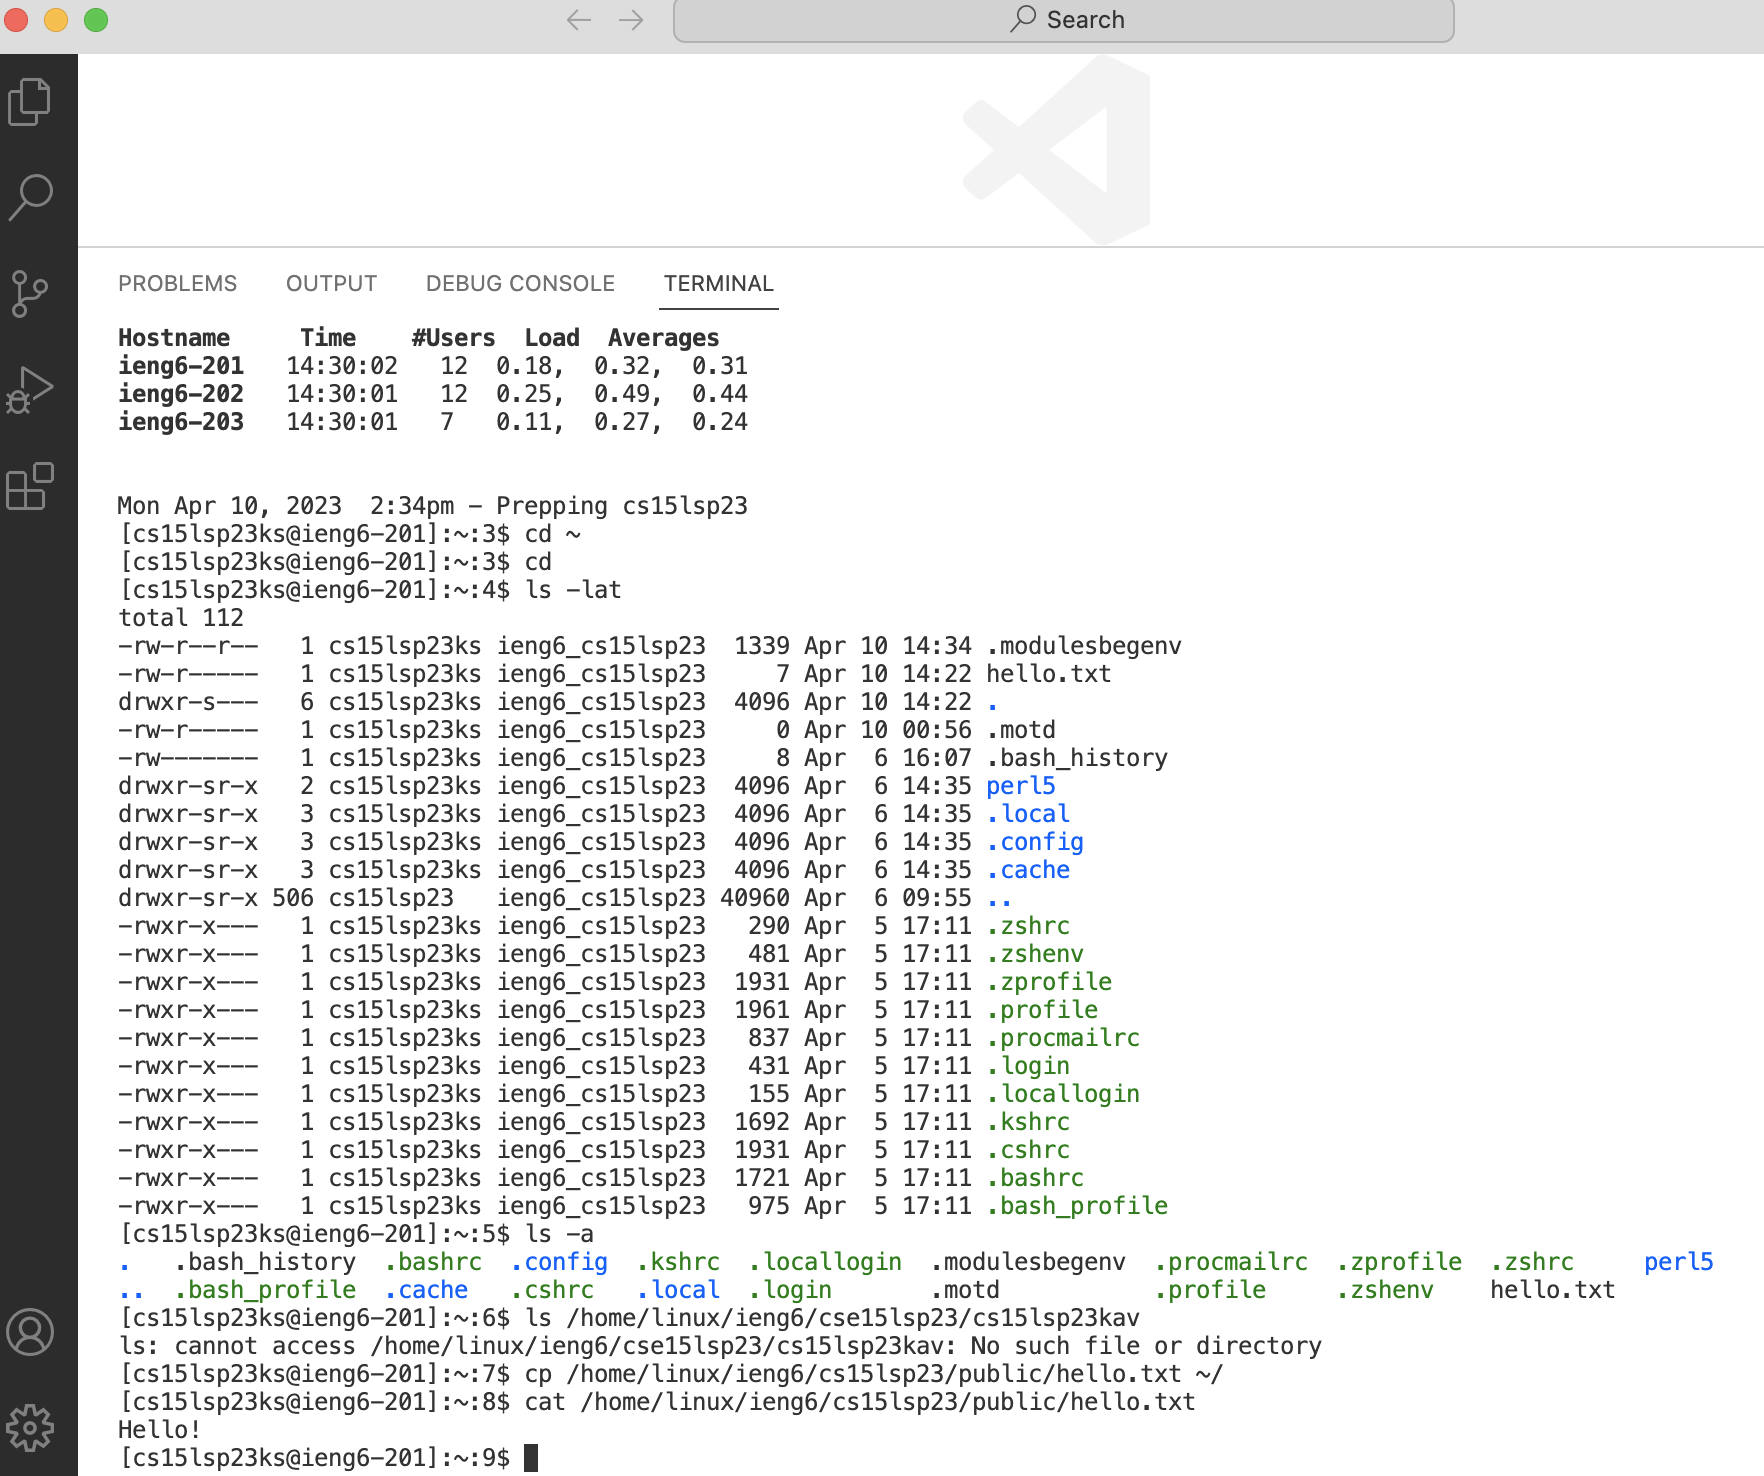 Search
PROBLEMS OUTPUT DEBUG CONSOLE TERMINAL
Hostname     Time    #Users  Load  Averages
ieng6-201   14:30:02   12  0.18,  0.32,  0.31
ieng6-202   14:30:01   12  0.25,  0.49,  0.44
ieng6-203   14:30:01   7   0.11,  0.27,  0.24
Mon Apr 10, 2023  2:34pm - Prepping cs15lsp23
[cs15lsp23ks@ieng6-201]:~:3$ cd ~
[cs15lsp23ks@ieng6-201]:~:3$ cd
[cs15lsp23ks@ieng6-201]:~:4$ ls -lat
total 112
-rw-r--r--   1 cs15lsp23ks ieng6_cs15lsp23  1339 Apr 10 14:34 .modulesbegenv
-rw-r-----   1 cs15lsp23ks ieng6_cs15lsp23     7 Apr 10 14:22 hello.txt
drwxr-s---   6 cs15lsp23ks ieng6_cs15lsp23  4096 Apr 10 14:22 .
-rw-r-----   1 cs15lsp23ks ieng6_cs15lsp23     0 Apr 10 00:56 .motd
-rw-------   1 cs15lsp23ks ieng6_cs15lsp23     8 Apr  6 16:07 .bash_history
drwxr-sr-x   2 cs15lsp23ks ieng6_cs15lsp23  4096 Apr  6 14:35 perl5
drwxr-sr-x   3 cs15lsp23ks ieng6_cs15lsp23  4096 Apr  6 14:35 .local
drwxr-sr-x   3 cs15lsp23ks ieng6_cs15lsp23  4096 Apr  6 14:35 .config
drwxr-sr-x   3 cs15lsp23ks ieng6_cs15lsp23  4096 Apr  6 14:35 .cache
drwxr-sr-x 506 cs15lsp23   ieng6_cs15lsp23 40960 Apr  6 09:55 ..
-rwxr-x---   1 cs15lsp23ks ieng6_cs15lsp23   290 Apr  5 17:11 .zshrc
-rwxr-x---   1 cs15lsp23ks ieng6_cs15lsp23   481 Apr  5 17:11 .zshenv
-rwxr-x---   1 cs15lsp23ks ieng6_cs15lsp23  1931 Apr  5 17:11 .zprofile
-rwxr-x---   1 cs15lsp23ks ieng6_cs15lsp23  1961 Apr  5 17:11 .profile
-rwxr-x---   1 cs15lsp23ks ieng6_cs15lsp23   837 Apr  5 17:11 .procmailrc
-rwxr-x---   1 cs15lsp23ks ieng6_cs15lsp23   431 Apr  5 17:11 .login
-rwxr-x---   1 cs15lsp23ks ieng6_cs15lsp23   155 Apr  5 17:11 .locallogin
-rwxr-x---   1 cs15lsp23ks ieng6_cs15lsp23  1692 Apr  5 17:11 .kshrc
-rwxr-x---   1 cs15lsp23ks ieng6_cs15lsp23  1931 Apr  5 17:11 .cshrc
-rwxr-x---   1 cs15lsp23ks ieng6_cs15lsp23  1721 Apr  5 17:11 .bashrc
-rwxr-x---   1 cs15lsp23ks ieng6_cs15lsp23   975 Apr  5 17:11 .bash_profile
[cs15lsp23ks@ieng6-201]:~:5$ ls -a
.   .bash_history  .bashrc  .config  .kshrc  .locallogin  .modulesbegenv  .procmailrc  .zprofile  .zshrc     perl5
..  .bash_profile  .cache   .cshrc   .local  .login       .motd           .profile     .zshenv    hello.txt
[cs15lsp23ks@ieng6-201]:~:6$ ls /home/linux/ieng6/cse15lsp23/cs15lsp23kav
ls: cannot access /home/linux/ieng6/cse15lsp23/cs15lsp23kav: No such file or directory
[cs15lsp23ks@ieng6-201]:~:7$ cp /home/linux/ieng6/cs15lsp23/public/hello.txt ~/
[cs15lsp23ks@ieng6-201]:~:8$ cat /home/linux/ieng6/cs15lsp23/public/hello.txt
Hello!
[cs15lsp23ks@ieng6-201]:~:9$